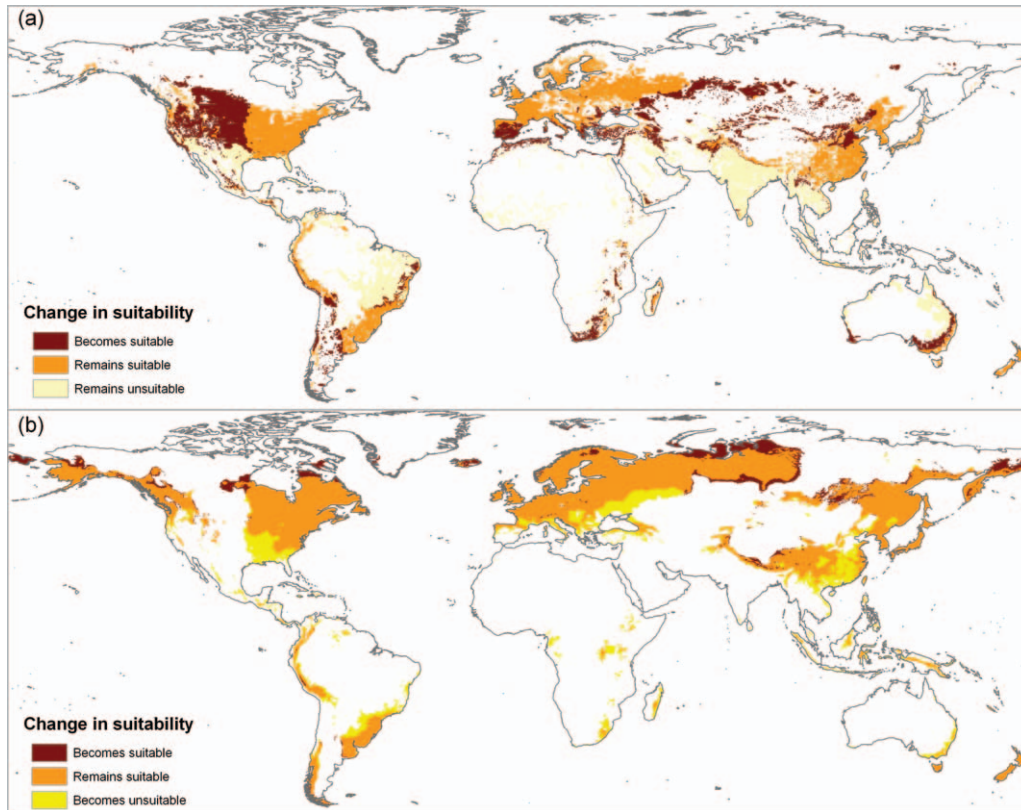 (a)
Change in suitability
Becomes suitable
Remains suitable
Remains unsuitable
(b)
Change in suitability
Becomes suitable
Remains suitable
Becomes unsuitable